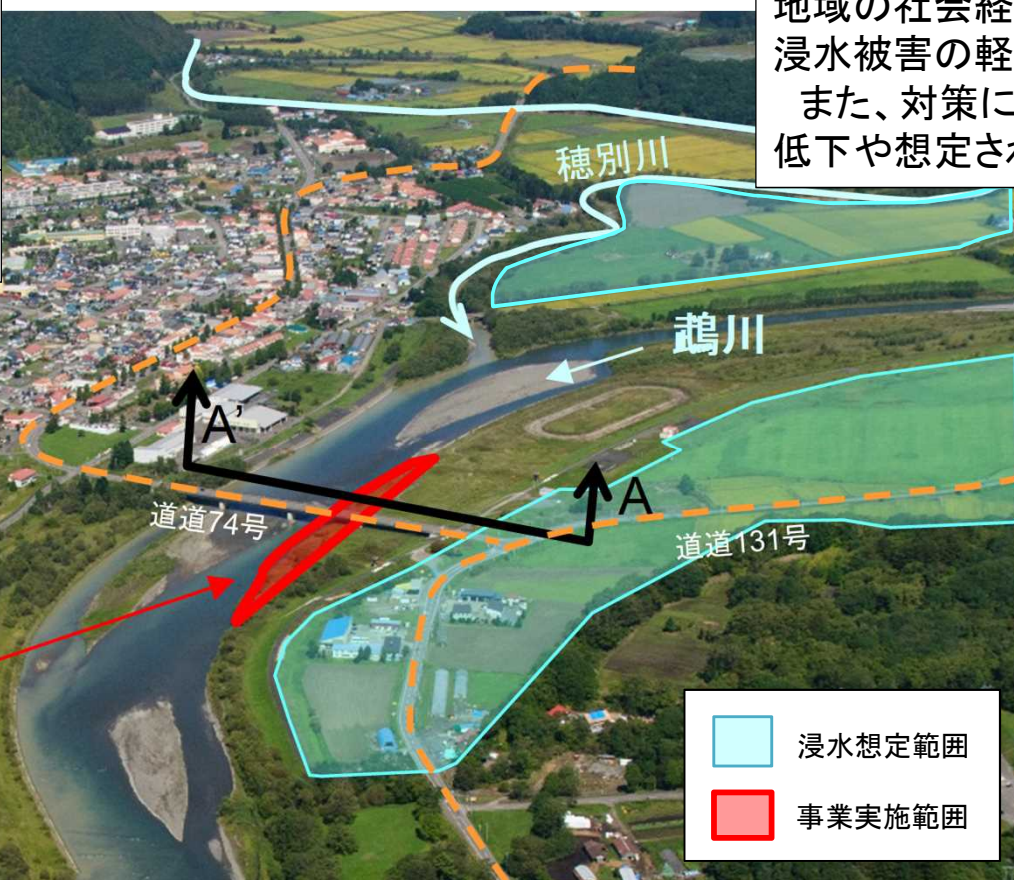 地域の社会経
浸水被害の軽
また、対策に
低下や想定さ
穂別川
鵡川
A'
A
道道74号
道道131号
浸水想定範囲
事業実施範囲